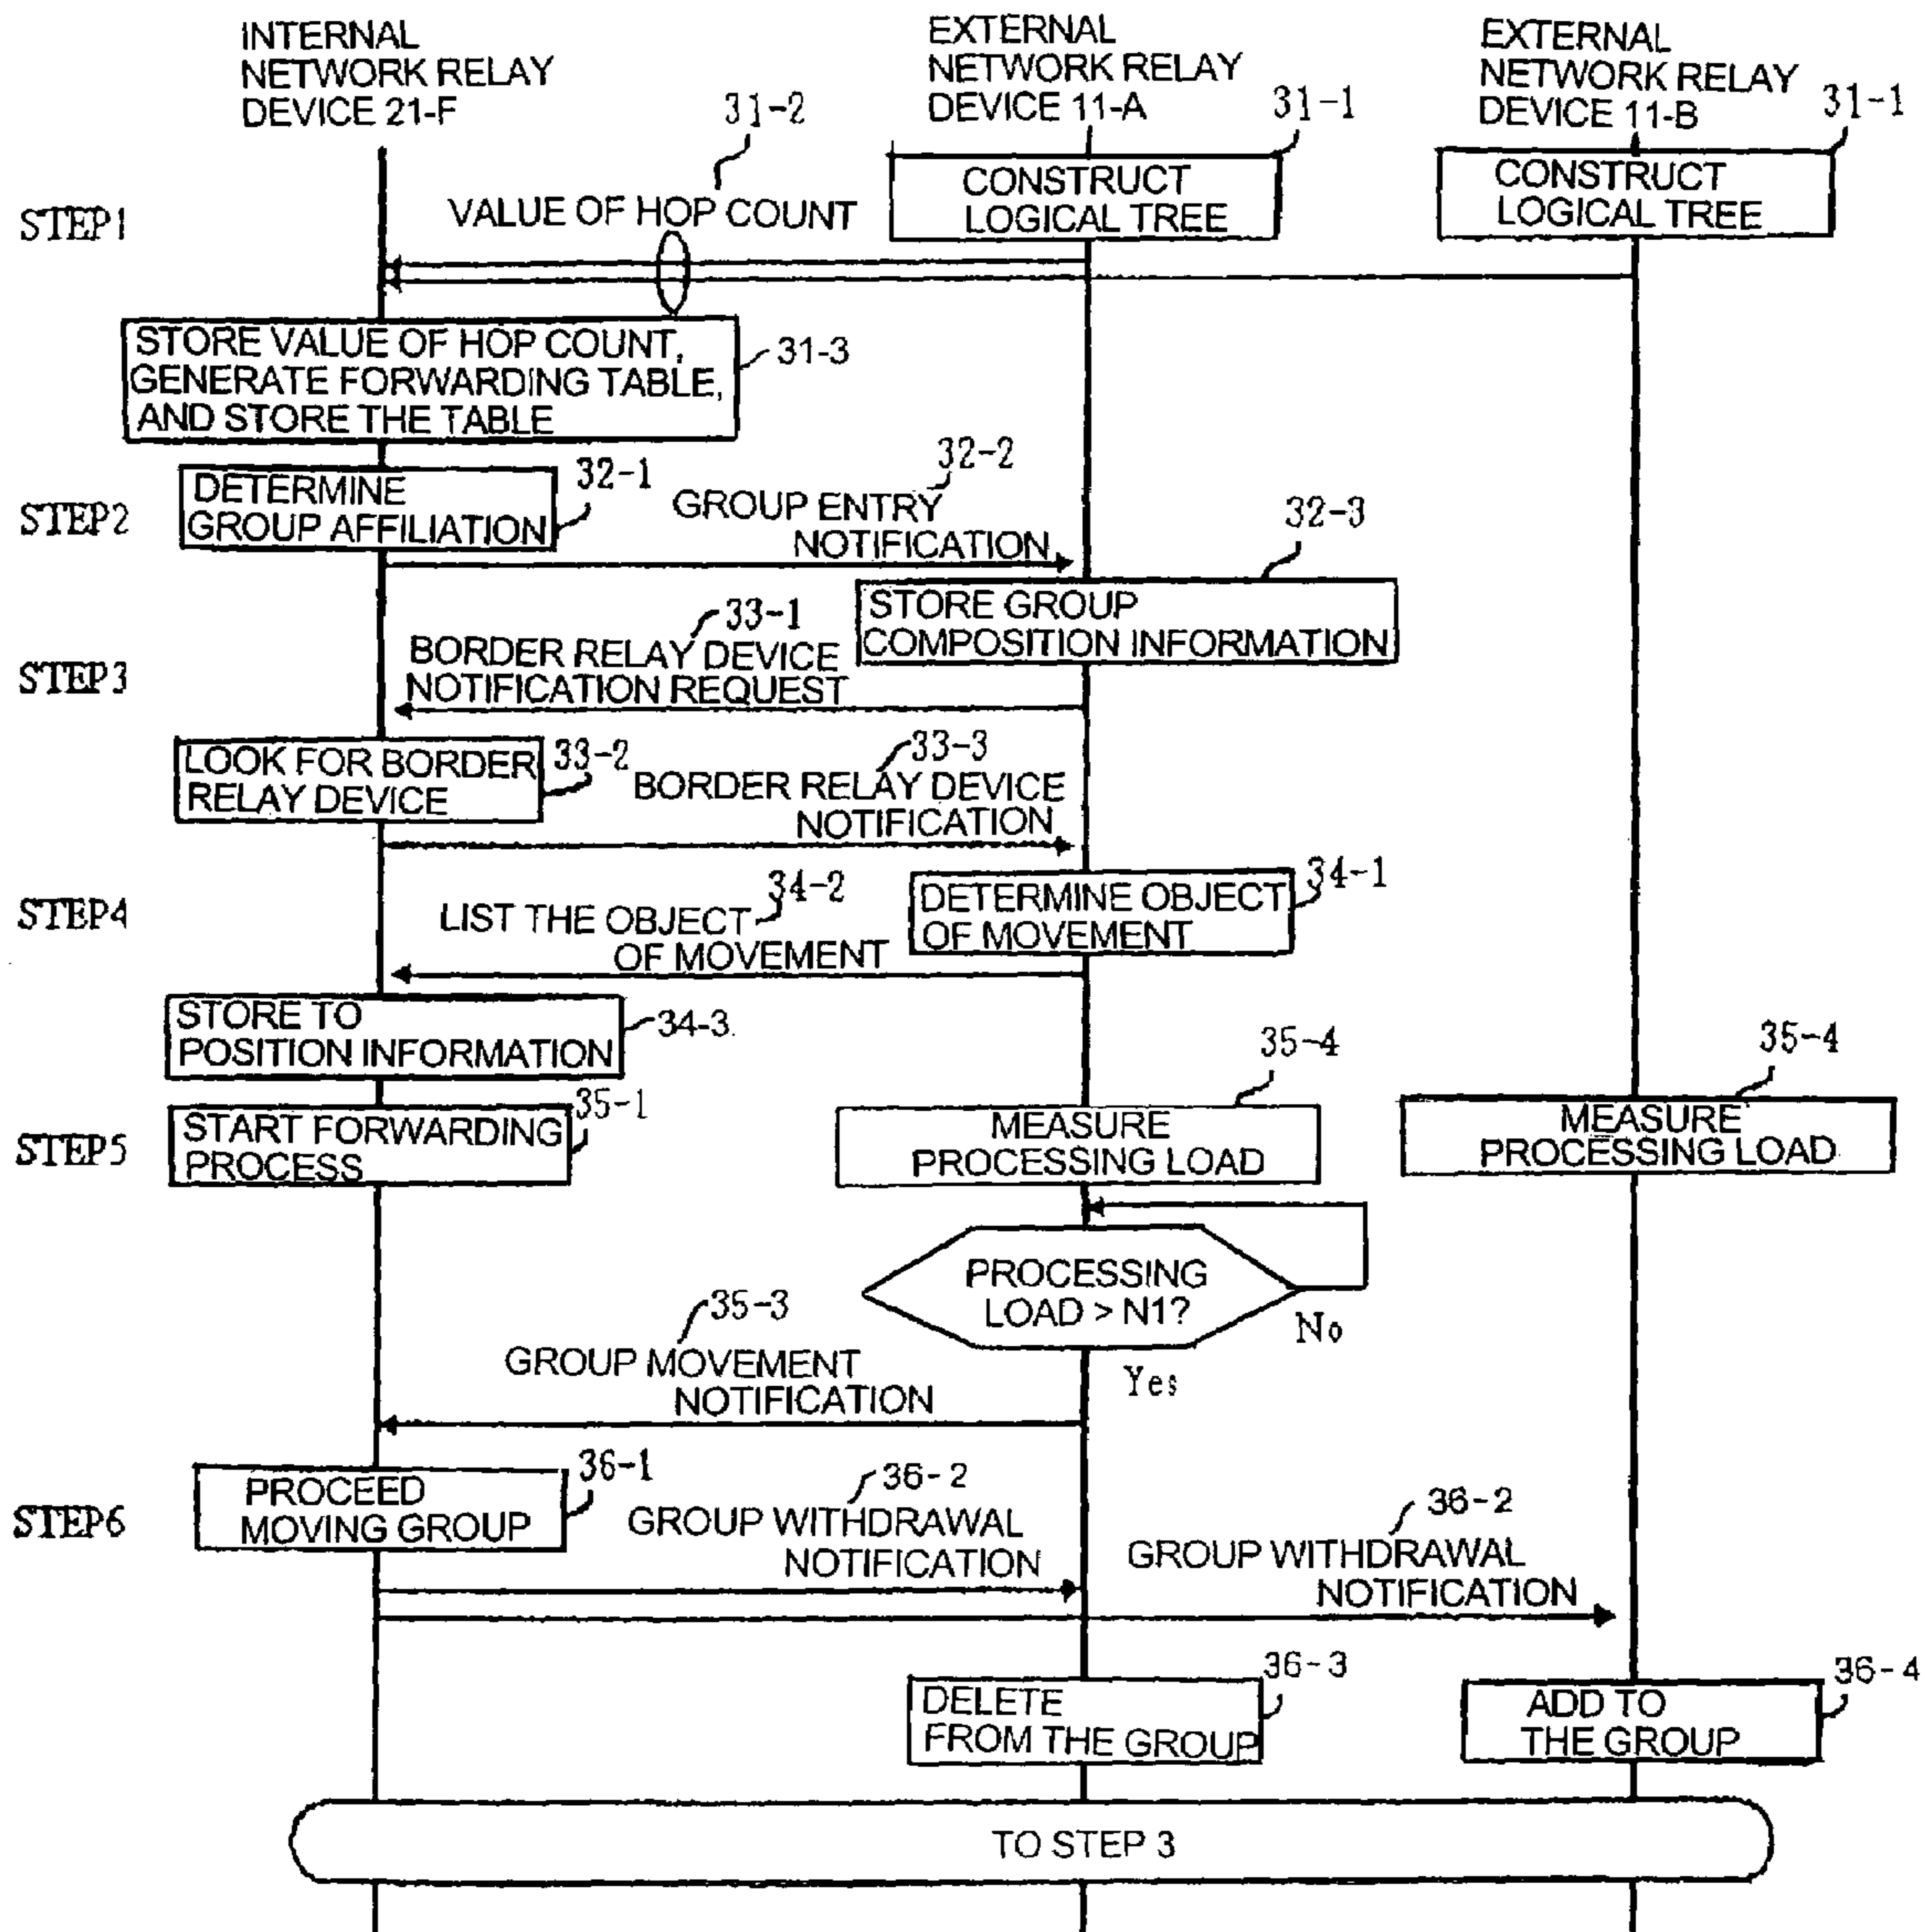 INTERNAL
NETWORK RELAY
DEVICE 21-F
EXTERNAL
NETWORK RELAY
DEVICE 11-A
EXTERNAL
NETWORK RELAY
DEVICE 11-B
31-2
31-1
31-1
STEP1
VALUE OF HOP COUNT
CONSTRUCT
LOGICAL TREE
CONSTRUCT
LOGICAL TREE
STORE VALUE OF HOP COUNT,
GENERATE FORWARDING TABLE,
AND STORE THE TABLE
31-3
STEP2
DETERMINE
GROUP AFFILIATION
32-1
32-2
GROUP ENTRY
NOTIFICATION
32-3
STORE GROUP
COMPOSITION INFORMATION
STEP3
33-1
BORDER RELAY DEVICE
NOTIFICATION REQUEST
LOOK FOR BORDER
RELAY DEVICE
33-2
33-3
BORDER RELAY DEVICE
NOTIFICATION
STEP4
34-2
LIST THE OBJECT
OF MOVEMENT
DETERMINE OBJECT
OF MOVEMENT
34-1
STORE TO
POSITION INFORMATION
34-3
STEP5
START FORWARDING
PROCESS
35-1
35-4
MEASURE
PROCESSING LOAD
35-4
MEASURE
PROCESSING LOAD
PROCESSING
LOAD > N1?
No
Yes
35-3
GROUP MOVEMENT
NOTIFICATION
STEP6
PROCEED
MOVING GROUP
36-1
36-2
GROUP WITHDRAWAL
NOTIFICATION
36-2
GROUP WITHDRAWAL
NOTIFICATION
36-3
DELETE
FROM THE GROUP
36-4
ADD TO
THE GROUP
TO STEP 3